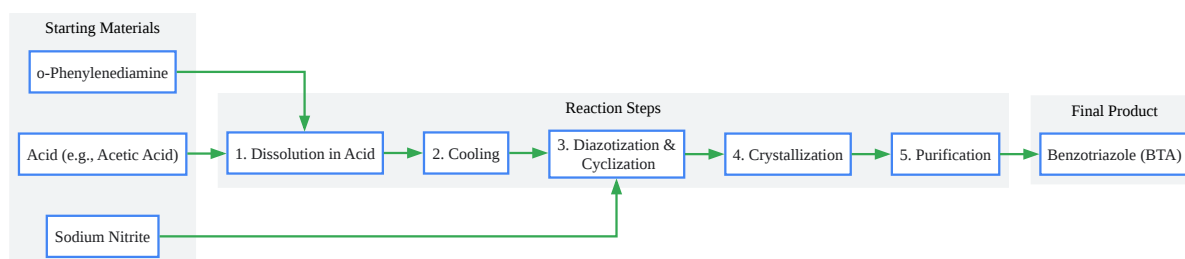 Starting Materials
o-Phenylenediamine
Acid (e.g., Acetic Acid)
Sodium Nitrite
Reaction Steps
1. Dissolution in Acid
2. Cooling
3. Diazotization &
Cyclization
4. Crystallization
5. Purification
Final Product
Benzotriazole (BTA)